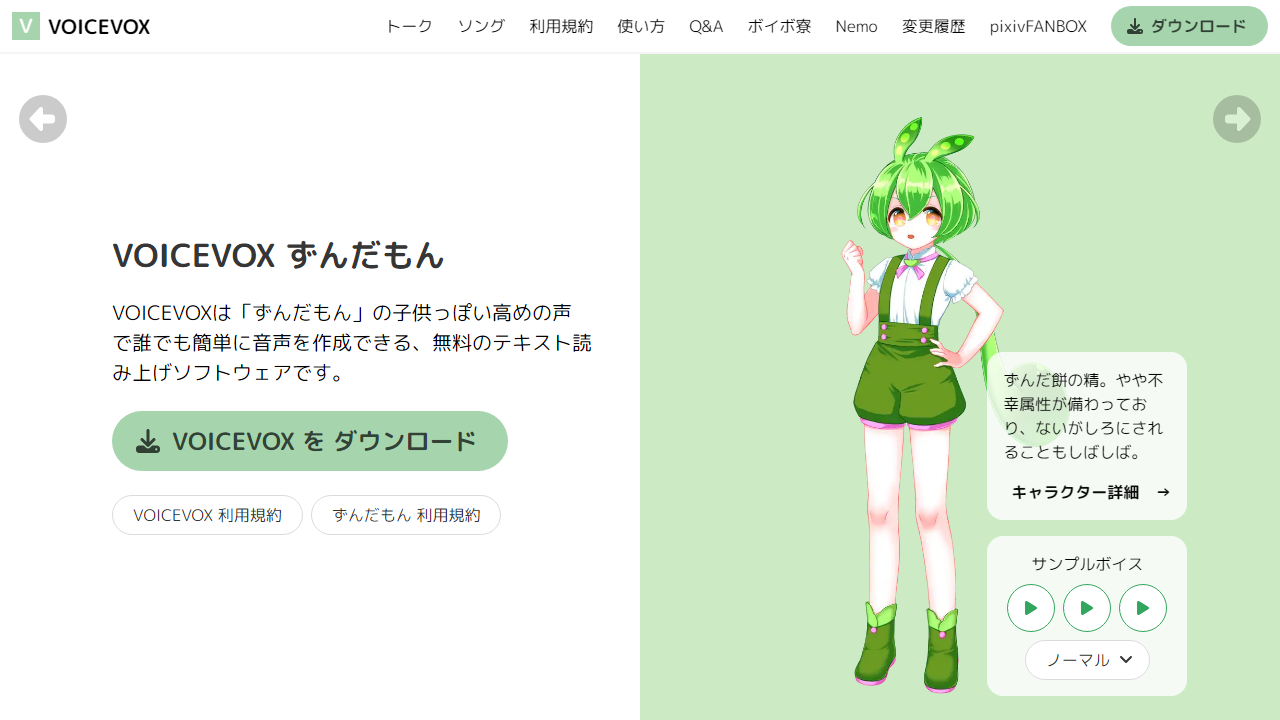 V VOICEVOX トーク ソング 利用規約 使い方 Q&A ボイボ寮 Nemo 変更履歴 pixivFANBOX ダウンロード
VOICEVOX ずんだもん
VOICEVOXは「ずんだもん」の子供っぽい高めの声
で誰でも簡単に音声を作成できる、無料のテキスト読
み上げソフトウェアです。
VOICEVOX を ダウンロード
VOICEVOX 利用規約 ずんだもん 利用規約
ずんだ餅の精。やや不
幸属性が備わってお
り、ないがしろにされ
ることもしばしば。
キャラクター詳細 →
サンプルボイス
ノーマル